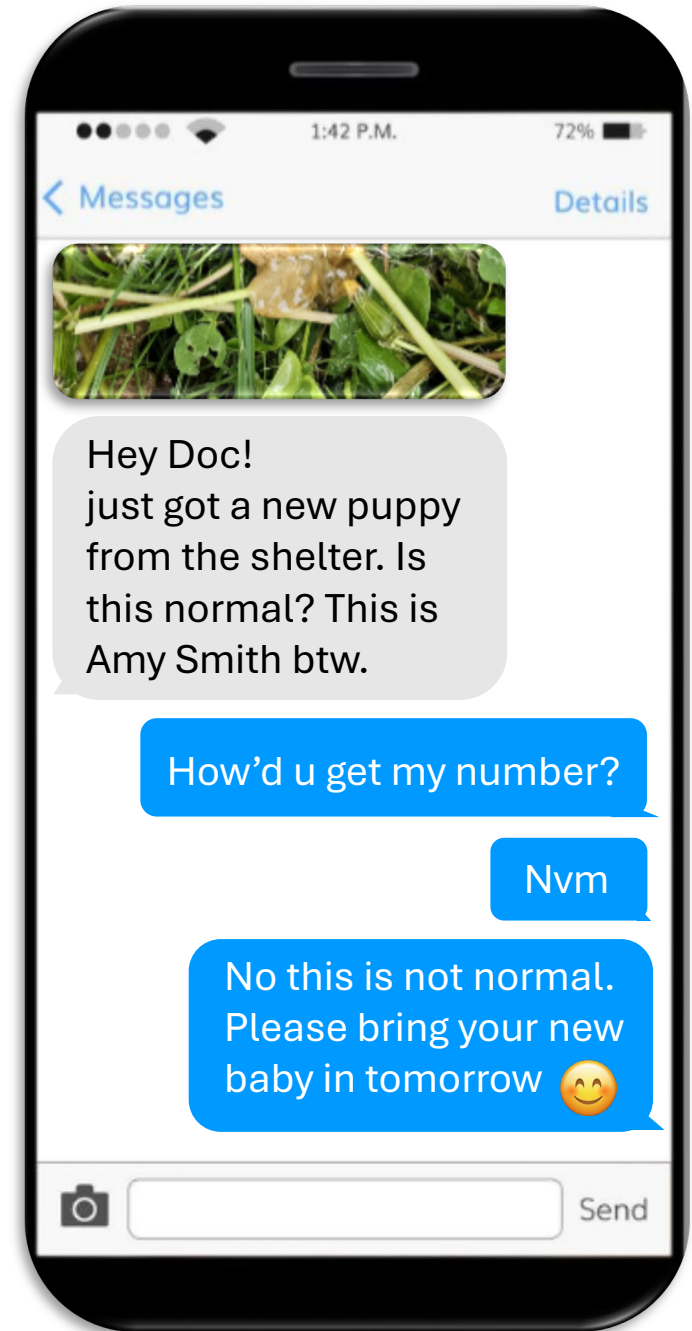 1:42 P.M.
72%
Messages
Details
Hey Doc!
just got a new puppy
from the shelter. Is
this normal? This is
Amy Smith btw.
How’d u get my number?
Nvm
No this is not normal.
Please bring your new
baby in tomorrow 😊
Send